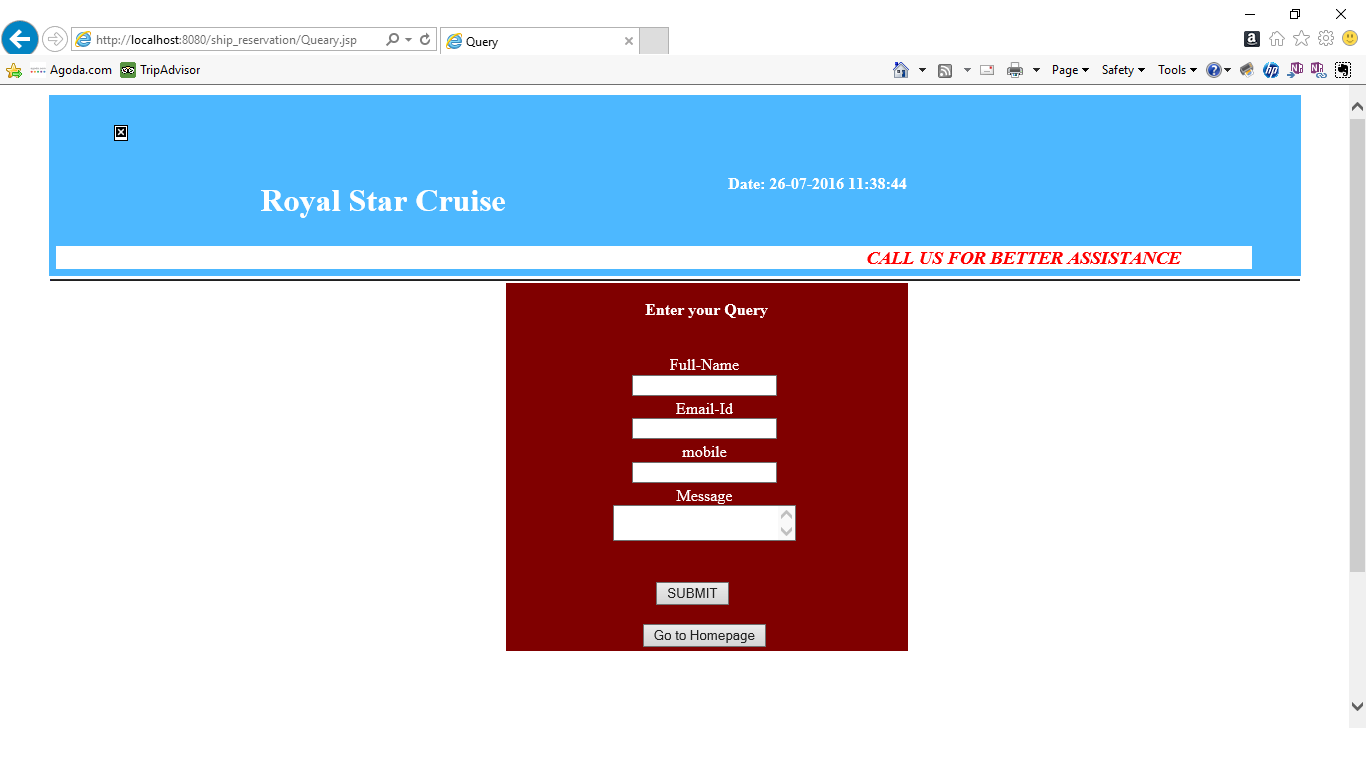 http://localhost:8080/ship_reservation/Queary.jsp
Query
Agoda.com TripAdvisor
Page Safety Tools
Date: 26-07-2016 11:38:44
Royal Star Cruise
CALL US FOR BETTER ASSISTANCE
Enter your Query
Full-Name
Email-Id
mobile
Message
SUBMIT
Go to Homepage